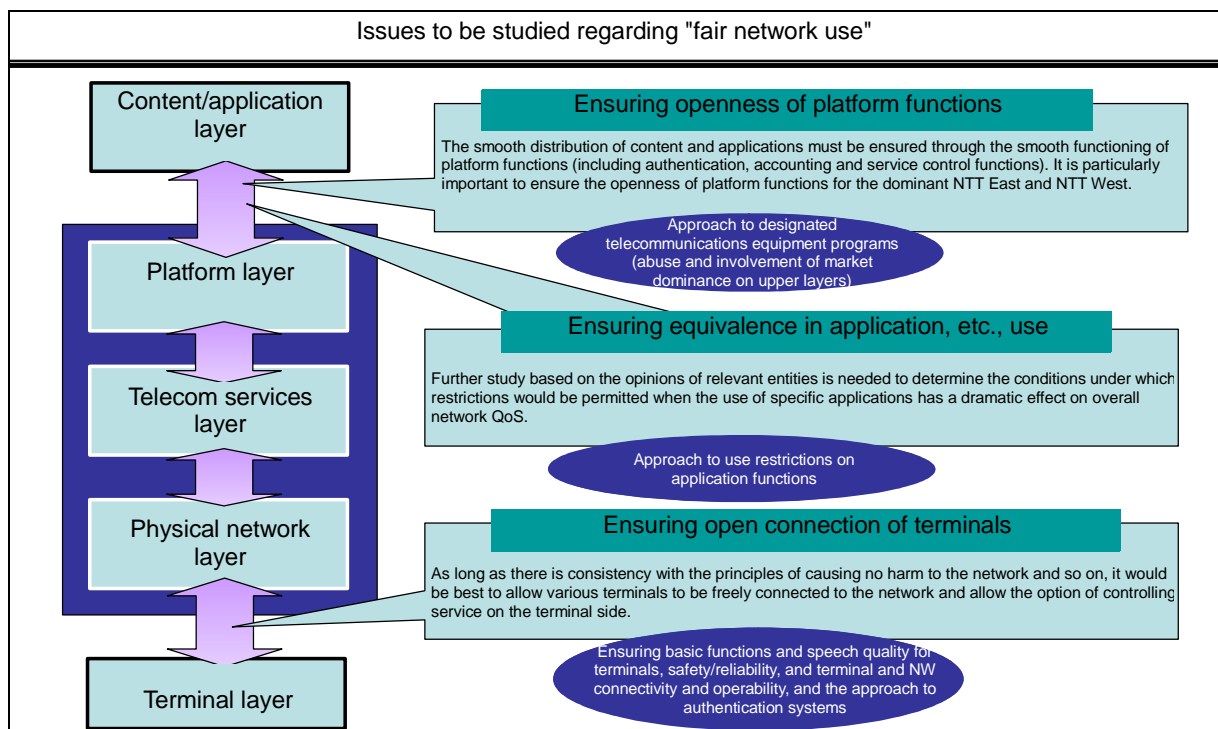 Issues to be studied regarding "fair network use"
Content/application
layer
Platform layer
Telecom services
layer
Physical network
layer
Terminal layer
Ensuring openness of platform functions
The smooth distribution of content and applications must be ensured through the smooth functioning of
platform functions (including authentication, accounting and service control functions). It is particularly
important to ensure the openness of platform functions for the dominant NTT East and NTT West.
Approach to designated
telecommunications equipment programs
(abuse and involvement of market
dominance on upper layers)
Ensuring equivalence in application, etc., use
Further study based on the opinions of relevant entities is needed to determine the conditions under which
restrictions would be permitted when the use of specific applications has a dramatic effect on overall
network QoS.
Approach to use restrictions on
application functions
Ensuring open connection of terminals
As long as there is consistency with the principles of causing no harm to the network and so on, it would
be best to allow various terminals to be freely connected to the network and allow the option of controlling
service on the terminal side.
Ensuring basic functions and speech quality for
terminals, safety/reliability, and terminal and NW
connectivity and operability, and the approach to
authentication systems